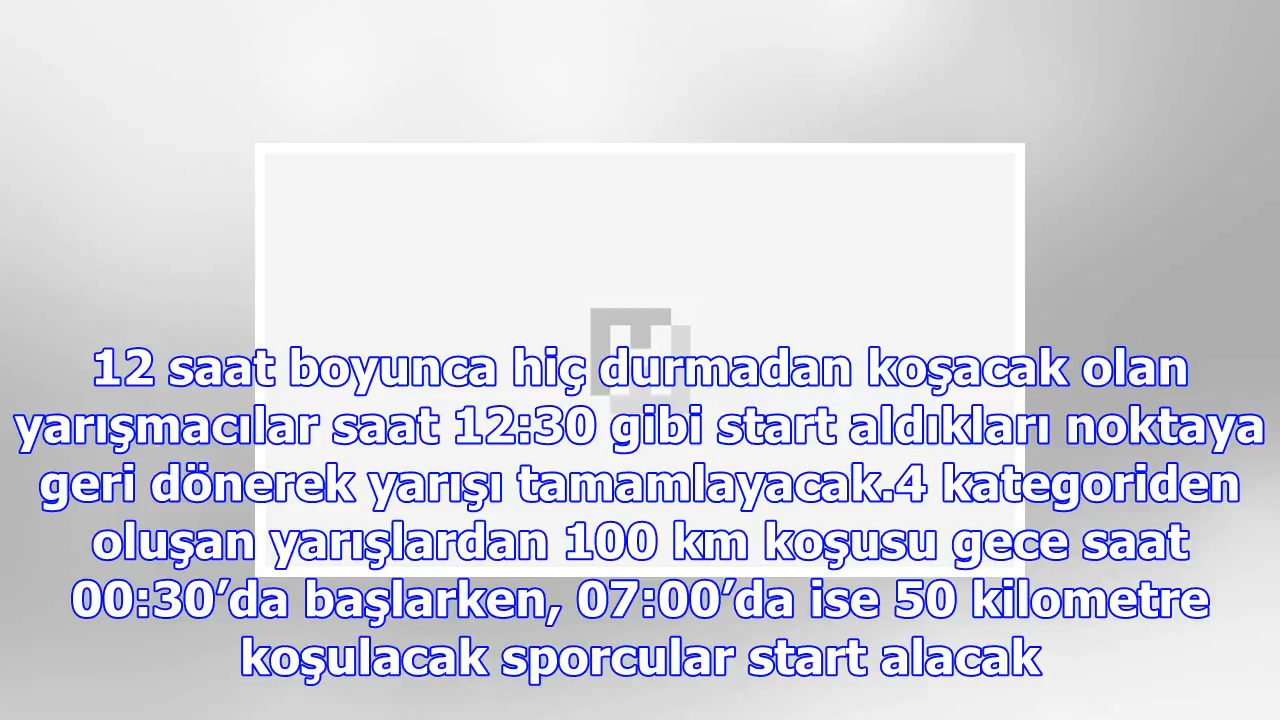 12 saat boyunca hiç durmadan koşacak olan
yarışmacılar saat 12:30 gibi start aldıkları noktaya
geri dönerek yarışı tamamlayacak.4 kategoriden
oluşan yarışlardan 100 km koşusu gece saat
00:30’da başlarken, 07:00’da ise 50 kilometre
koşulacak sporcular start alacak